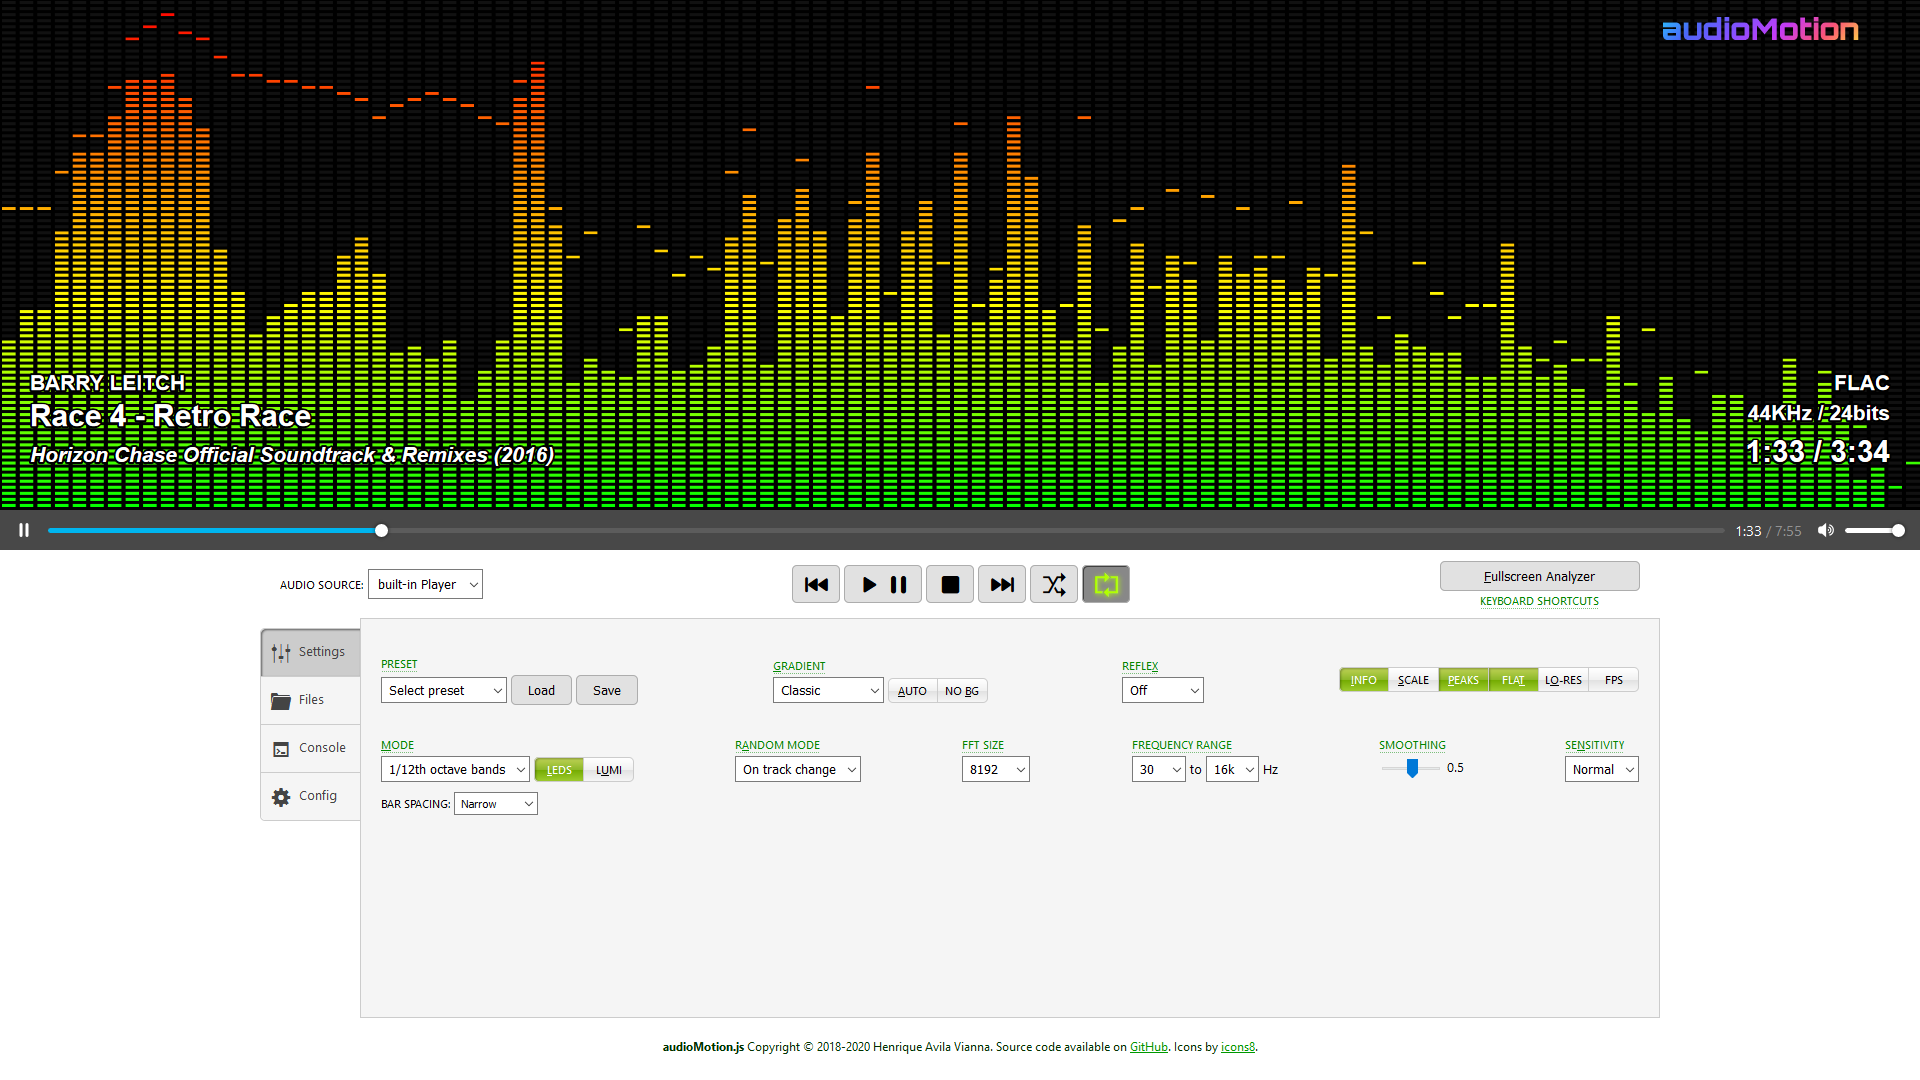 audioMotion
BARRY LEITCH
Race 4 - Retro Race
Horizon Chase Official Soundtrack & Remixes (2016)
FLAC
44KHz / 24bits
1:33 / 3:34
1:33 / 7:55
AUDIO SOURCE: built-in Player
Fullscreen Analyzer
KEYBOARD SHORTCUTS
Settings
Files
Console
Config
PRESET
Select preset Load Save
GRADIENT
Classic AUTO NO BG
REFLEX
Off
INFO SCALE PEAKS FLAT LO-RES FPS
MODE
1/12th octave bands LEDS LUMI
BAR SPACING: Narrow
RANDOM MODE
On track change
FFT SIZE
8192
FREQUENCY RANGE
30 to 16k Hz
SMOOTHING
0.5
SENSITIVITY
Normal
audioMotion.js Copyright © 2018-2020 Henrique Avila Vianna. Source code available on GitHub. Icons by icons8.